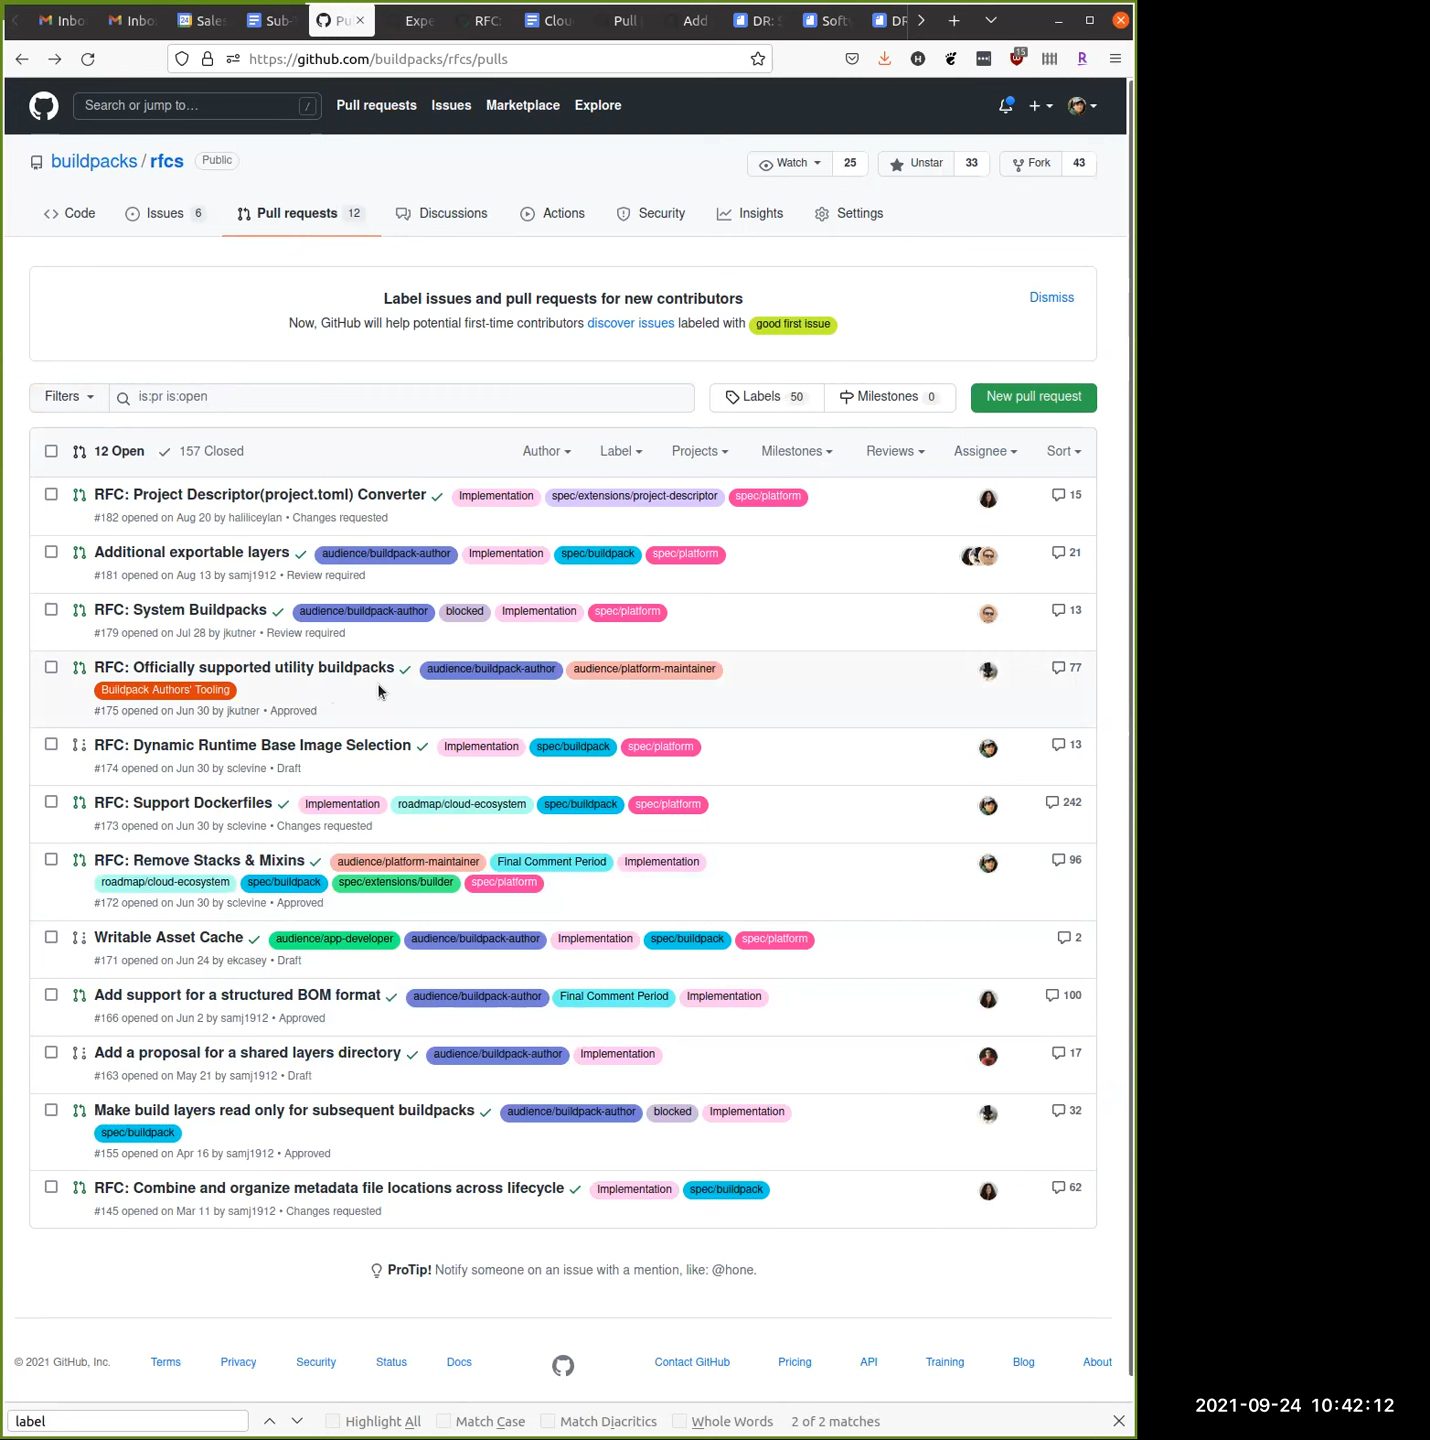 Inbo Inbo Sales Sub- Pu Expe RFC: Clou Pull Add DR: Soft DR
https://github.com/buildpacks/rfcs/pulls 15
Search or jump to… / Pull requests Issues Marketplace Explore
buildpacks / rfcs Public Watch 25 Unstar 33 Fork 43
Code Issues 6 Pull requests 12 Discussions Actions Security Insights Settings
Label issues and pull requests for new contributors Dismiss
Now, GitHub will help potential first-time contributors discover issues labeled with good first issue
Filters is:pr is:open Labels 50 Milestones 0 New pull request
12 Open 157 Closed Author Label Projects Milestones Reviews Assignee Sort
RFC: Project Descriptor(project.toml) Converter Implementation spec/extensions/project-descriptor spec/platform 15
#182 opened on Aug 20 by haliliceylan • Changes requested
Additional exportable layers audience/buildpack-author Implementation spec/buildpack spec/platform 21
#181 opened on Aug 13 by samj1912 • Review required
RFC: System Buildpacks audience/buildpack-author blocked Implementation spec/platform 13
#179 opened on Jul 28 by jkutner • Review required
RFC: Officially supported utility buildpacks audience/buildpack-author audience/platform-maintainer 77
Buildpack Authors' Tooling
#175 opened on Jun 30 by jkutner • Approved
RFC: Dynamic Runtime Base Image Selection Implementation spec/buildpack spec/platform 13
#174 opened on Jun 30 by sclevine • Draft
RFC: Support Dockerfiles Implementation roadmap/cloud-ecosystem spec/buildpack spec/platform 242
#173 opened on Jun 30 by sclevine • Changes requested
RFC: Remove Stacks & Mixins audience/platform-maintainer Final Comment Period Implementation 96
roadmap/cloud-ecosystem spec/buildpack spec/extensions/builder spec/platform
#172 opened on Jun 30 by sclevine • Approved
Writable Asset Cache audience/app-developer audience/buildpack-author Implementation spec/buildpack spec/platform 2
#171 opened on Jun 24 by ekcasey • Draft
Add support for a structured BOM format audience/buildpack-author Final Comment Period Implementation 100
#166 opened on Jun 2 by samj1912 • Approved
Add a proposal for a shared layers directory audience/buildpack-author Implementation 17
#163 opened on May 21 by samj1912 • Draft
Make build layers read only for subsequent buildpacks audience/buildpack-author blocked Implementation 32
spec/buildpack
#155 opened on Apr 16 by samj1912 • Approved
RFC: Combine and organize metadata file locations across lifecycle Implementation spec/buildpack 62
#145 opened on Mar 11 by samj1912 • Changes requested
ProTip! Notify someone on an issue with a mention, like: @hone.
© 2021 GitHub, Inc. Terms Privacy Security Status Docs Contact GitHub Pricing API Training Blog About
label Highlight All Match Case Match Diacritics Whole Words 2 of 2 matches
2021-09-24 10:42:12